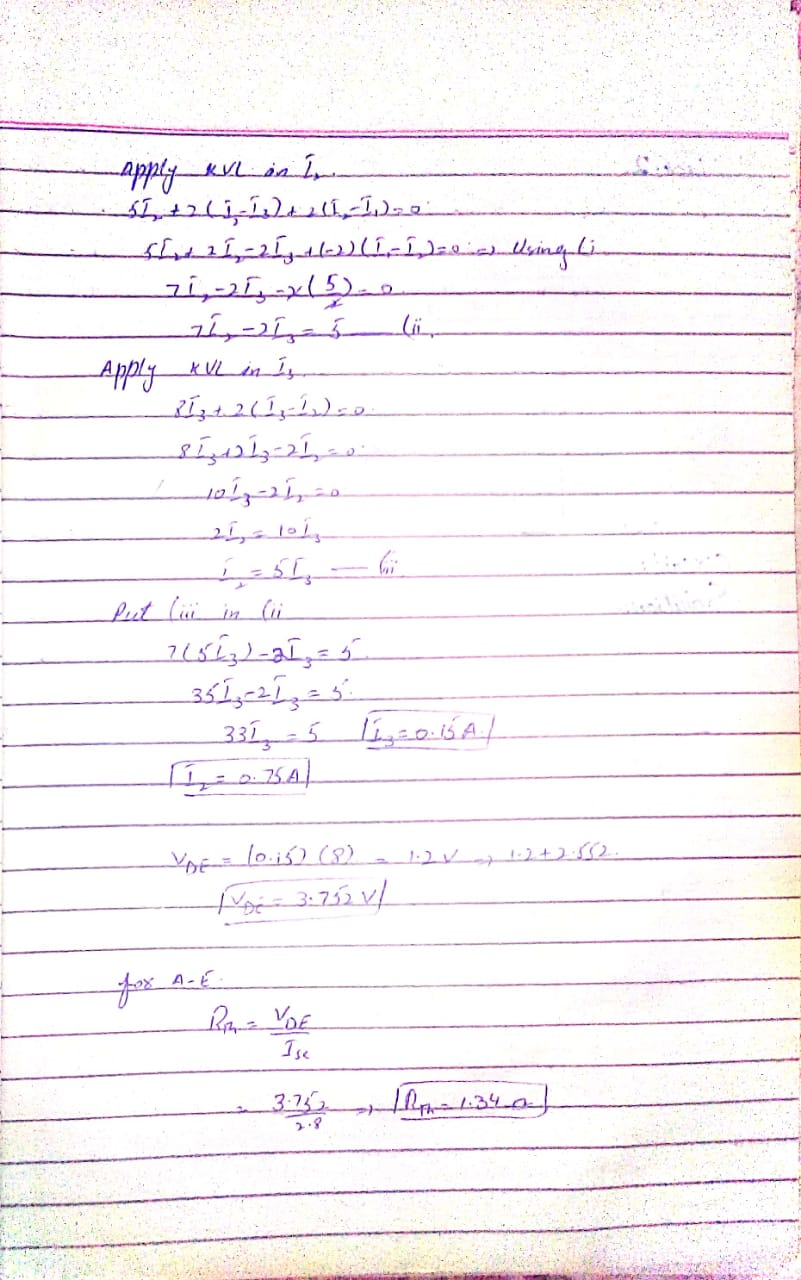 Apply KVL in I₂.
5I₂ + 2(I₂-I₃) + 2(I₂-I₁) = 0
5I₂ + 2I₂ - 2I₃ + (-2)(I₁-I₂) = 0 => Using (i
7I₂ - 2I₃ - 2(5/2) = 0
7I₂ - 2I₃ = 5 (ii
Apply KVL in I₃
8I₃ + 2(I₃-I₂) = 0
8I₃ + 2I₃ - 2I₂ = 0
10I₃ - 2I₂ = 0
2I₂ = 10I₃
I₂ = 5I₃ — (iii
Put (iii in (ii
7(5I₃) - 2I₃ = 5
35I₃ - 2I₃ = 5
33I₃ = 5 I₃ = 0.15A
I₂ = 0.75A
V_DE = (0.15)(8) = 1.2V => 1.2 + 2.552
V_DE = 3.752 V
for A-E
R_Th = V_DE / I_SC
= 3.752 / 2.8 => R_Th = 1.34 Ω